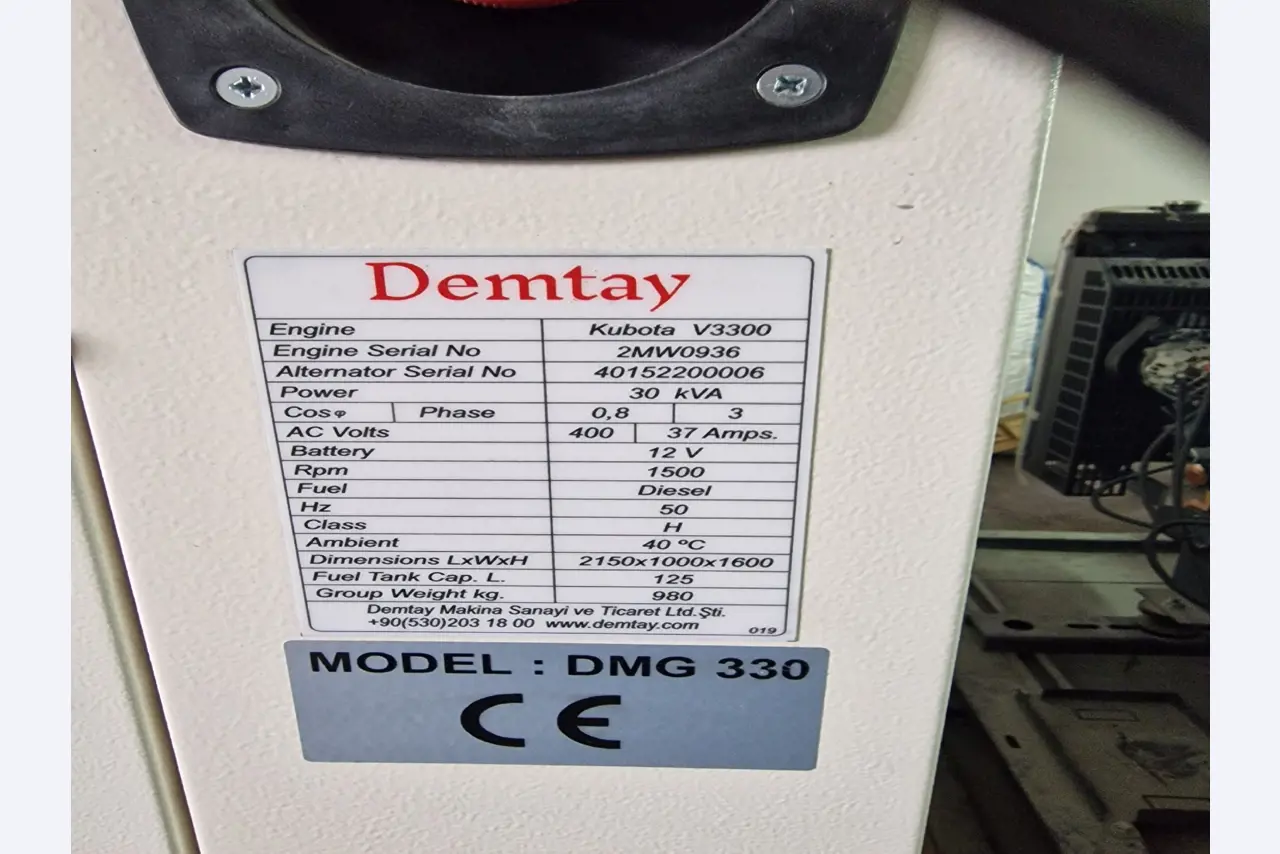 Demtay
Engine Kubota V3300
Engine Serial No 2MW0936
Alternator Serial No 40152200006
Power 30 kVA
Cosφ Phase 0,8 3
AC Volts 400 37 Amps.
Battery 12 V
Rpm 1500
Fuel Diesel
Hz 50
Class H
Ambient 40 ºC
Dimensions LxWxH 2150x1000x1600
Fuel Tank Cap. L. 125
Group Weight kg. 980
Demtay Makina Sanayi ve Ticaret Ltd.Şti.
+90(530)203 18 00 www.demtay.com 019
MODEL : DMG 330
CE